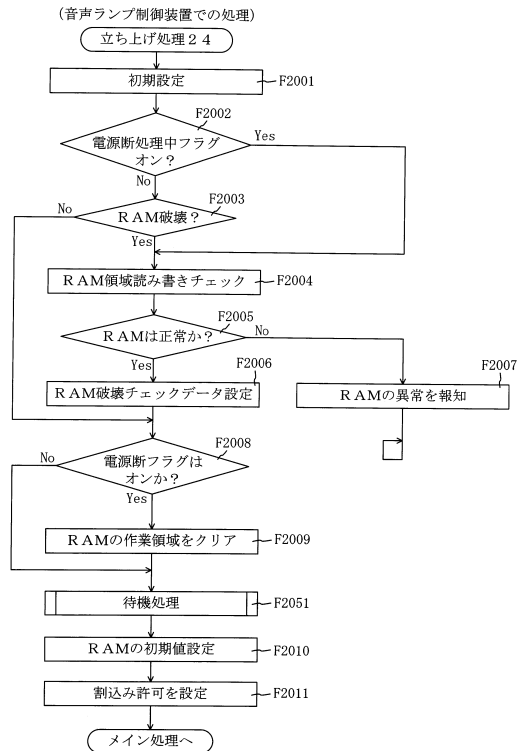 (音声ランプ制御装置での処理)
立ち上げ処理24
初期設定
F2001
F2002
電源断処理中フラグ
オン？
Yes
No
F2003
RAM破壊？
No
Yes
RAM領域読み書きチェック
F2004
F2005
RAMは正常か？
No
Yes
F2006
RAM破壊チェックデータ設定
F2007
RAMの異常を報知
F2008
電源断フラグは
オンか？
No
Yes
RAMの作業領域をクリア
F2009
待機処理
F2051
RAMの初期値設定
F2010
割込み許可を設定
F2011
メイン処理へ